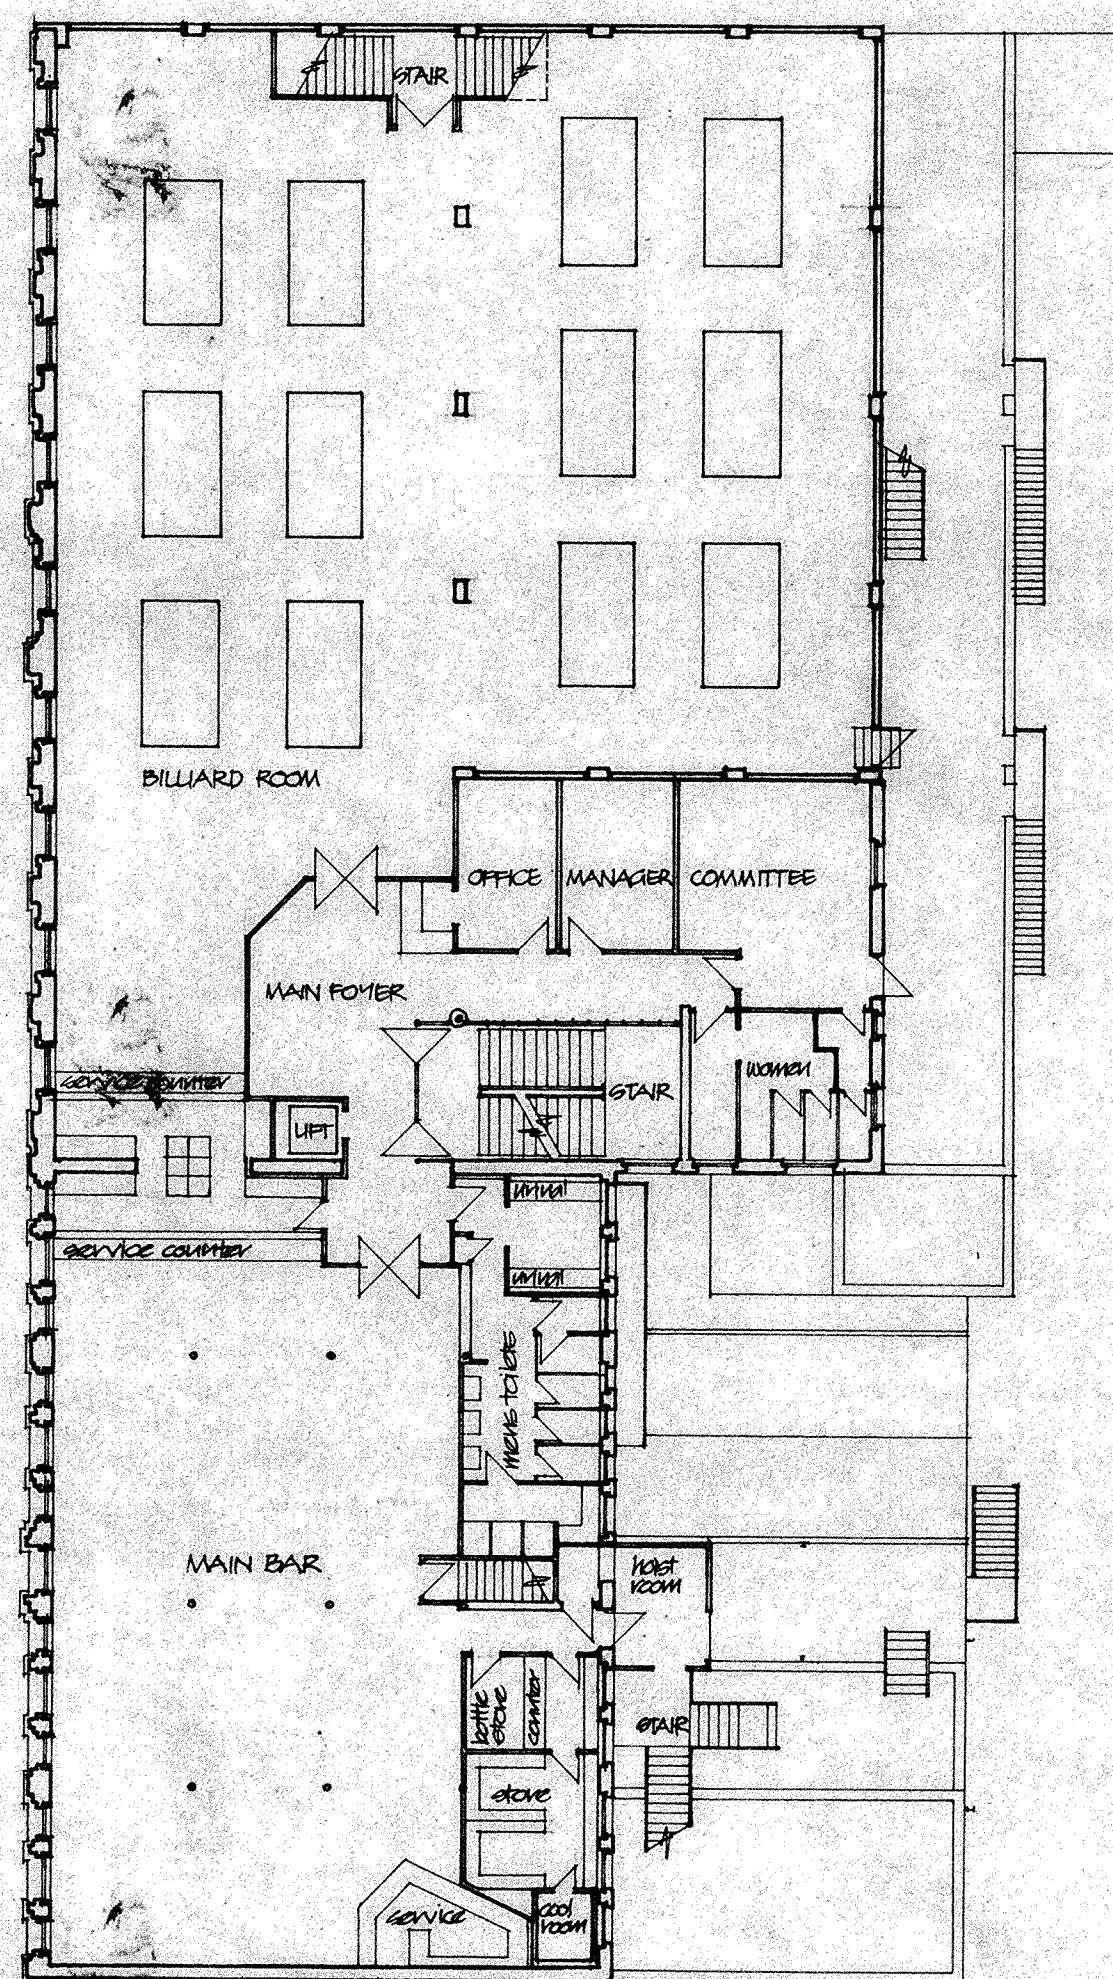 STAIR
BILLIARD ROOM
OFFICE
MANAGER
COMMITTEE
MAIN FOYER
service counter
STAIR
women
LIFT
urinal
service counter
urinal
mens toilets
MAIN BAR
hoist
room
bottle
store
counter
STAIR
store
service
cool
room